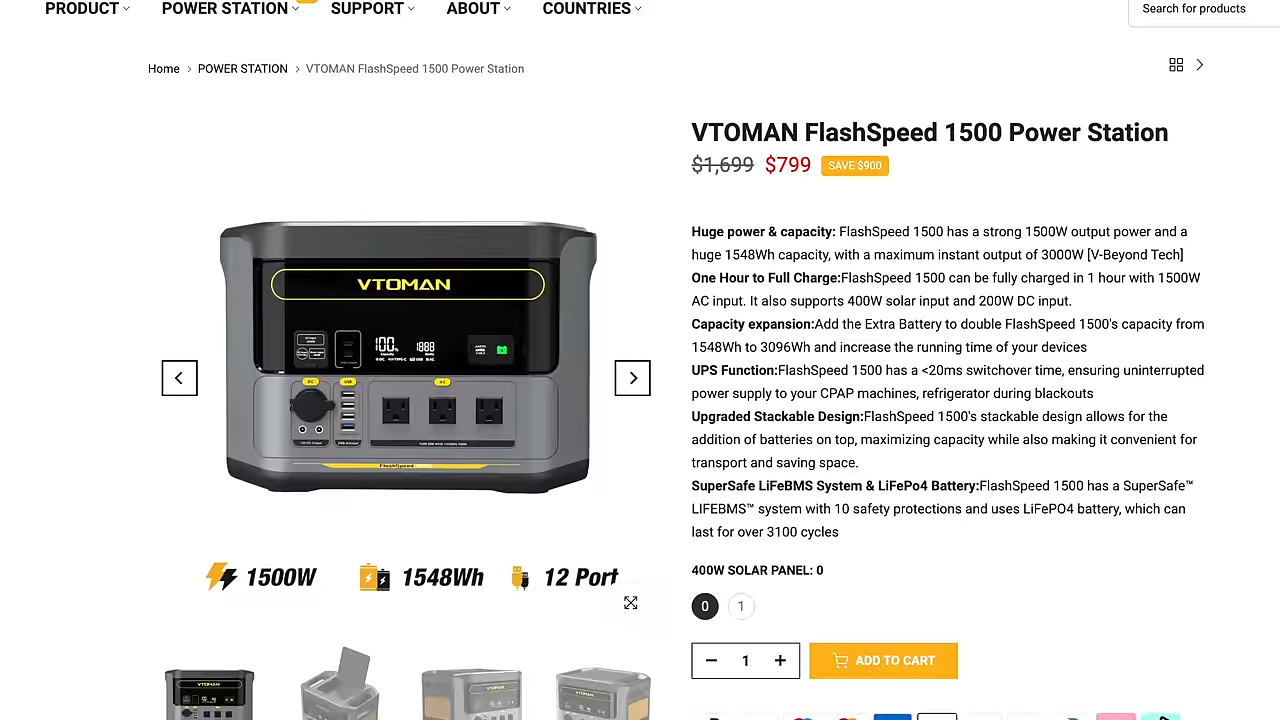 PRODUCT
POWER STATION
SUPPORT
ABOUT
COUNTRIES
Search for products
Home > POWER STATION > VTOMAN FlashSpeed 1500 Power Station
VTOMAN FlashSpeed 1500 Power Station
$1,699 $799 SAVE $900
Huge power & capacity: FlashSpeed 1500 has a strong 1500W output power and a
huge 1548Wh capacity, with a maximum instant output of 3000W [V-Beyond Tech]
One Hour to Full Charge:FlashSpeed 1500 can be fully charged in 1 hour with 1500W
AC input. It also supports 400W solar input and 200W DC input.
Capacity expansion:Add the Extra Battery to double FlashSpeed 1500's capacity from
1548Wh to 3096Wh and increase the running time of your devices
UPS Function:FlashSpeed 1500 has a <20ms switchover time, ensuring uninterrupted
power supply to your CPAP machines, refrigerator during blackouts
Upgraded Stackable Design:FlashSpeed 1500's stackable design allows for the
addition of batteries on top, maximizing capacity while also making it convenient for
transport and saving space.
SuperSafe LiFeBMS System & LiFePo4 Battery:FlashSpeed 1500 has a SuperSafe™
LIFEBMS™ system with 10 safety protections and uses LiFePO4 battery, which can
last for over 3100 cycles
400W SOLAR PANEL: 0
0 1
− 1 +
ADD TO CART
VTOMAN
100%
1888
DC
USB
AC
FlashSpeed
1500W
1548Wh
12 Port
VTOMAN
VTOMAN
VTOMAN